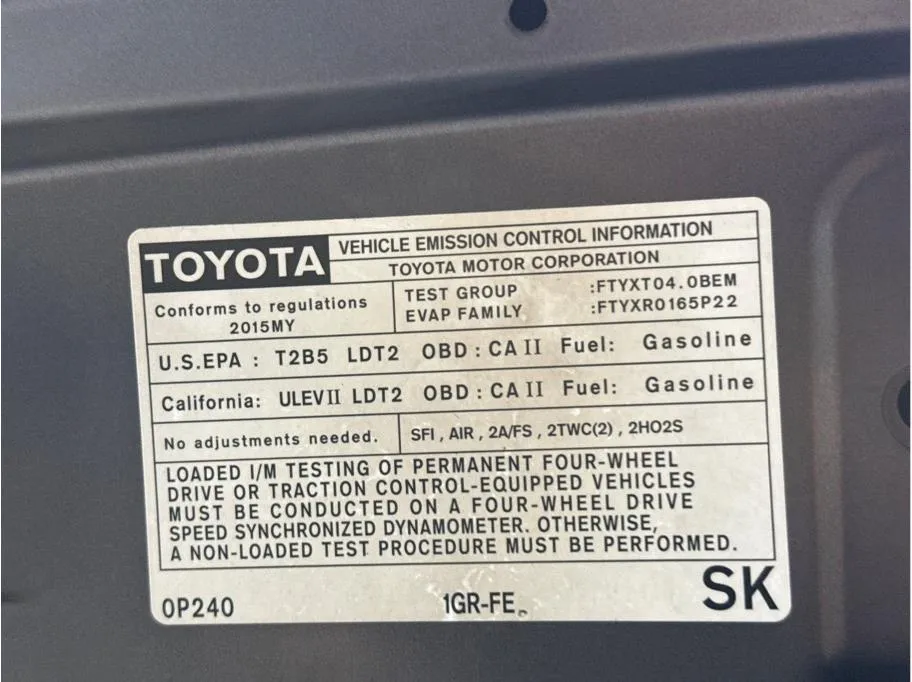 TOYOTA
VEHICLE EMISSION CONTROL INFORMATION
TOYOTA MOTOR CORPORATION
Conforms to regulations
2015MY
TEST GROUP :FTYXT04.0BEM
EVAP FAMILY :FTYXR0165P22
U.S.EPA : T2B5 LDT2 OBD : CA II Fuel: Gasoline
California: ULEV II LDT2 OBD : CA II Fuel: Gasoline
No adjustments needed.
SFI , AIR , 2A/FS , 2TWC(2) , 2HO2S
LOADED I/M TESTING OF PERMANENT FOUR-WHEEL
DRIVE OR TRACTION CONTROL-EQUIPPED VEHICLES
MUST BE CONDUCTED ON A FOUR-WHEEL DRIVE
SPEED SYNCHRONIZED DYNAMOMETER. OTHERWISE,
A NON-LOADED TEST PROCEDURE MUST BE PERFORMED.
0P240 1GR-FE SK